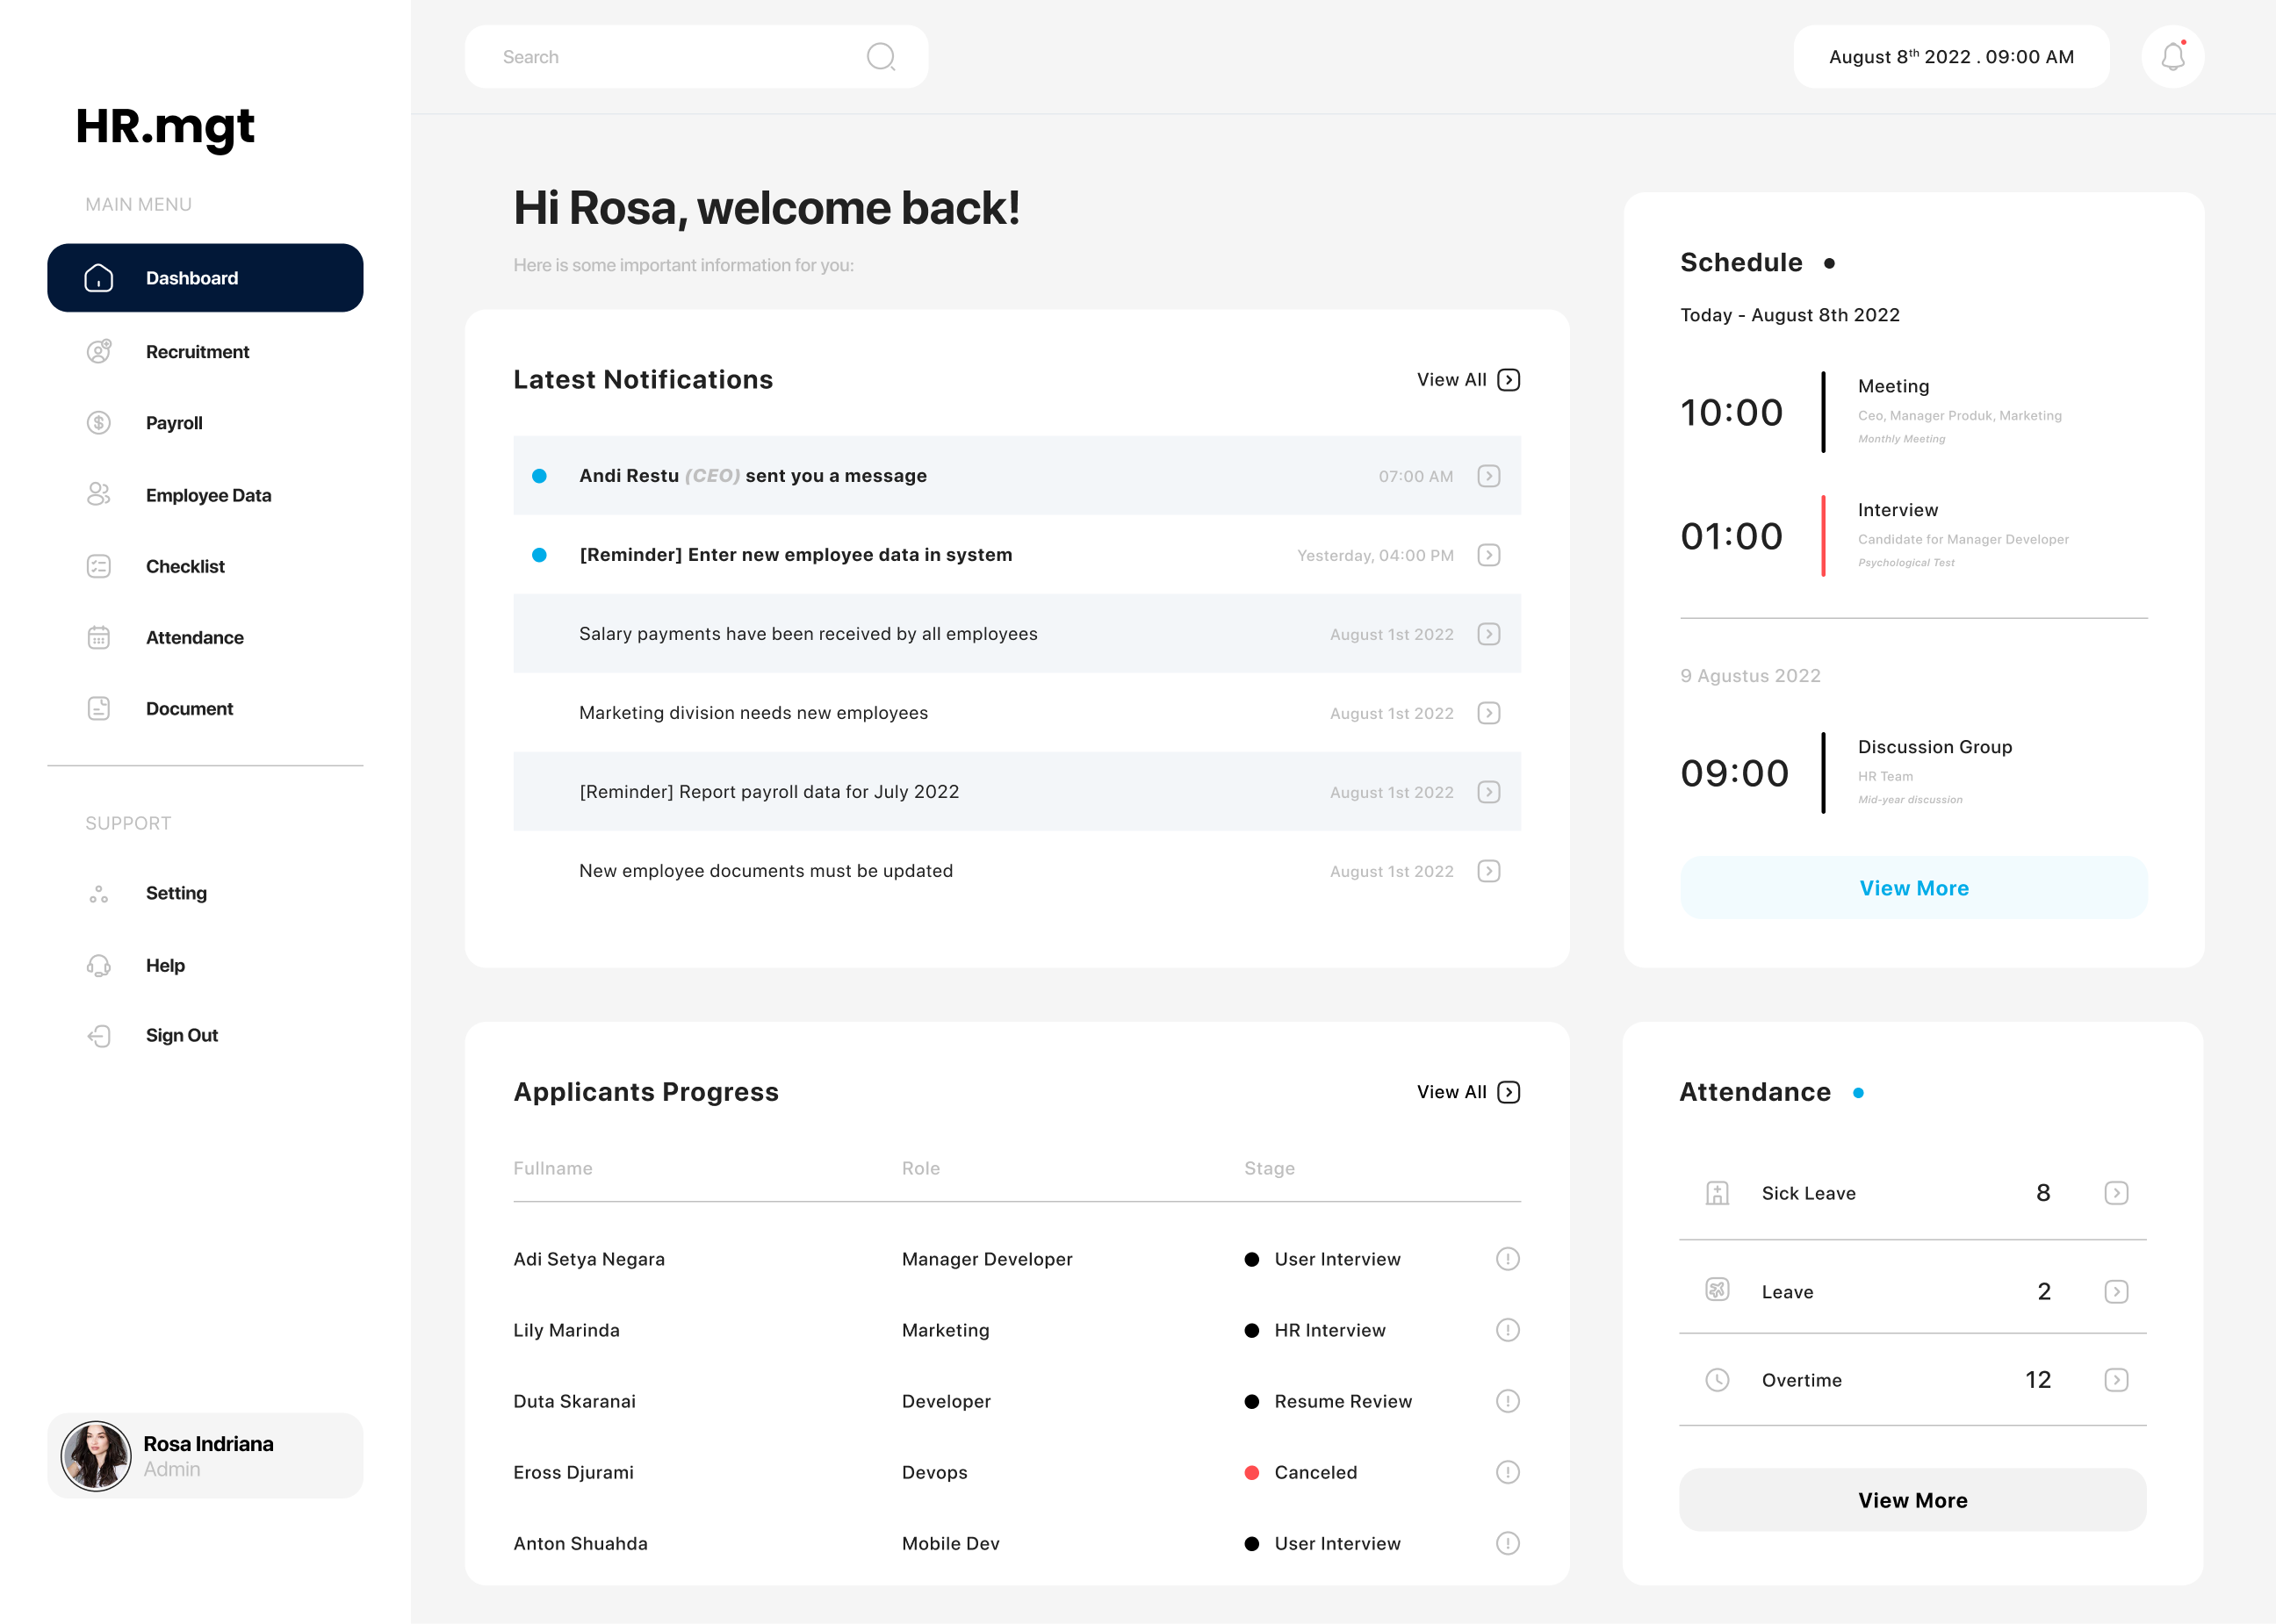 HR.mgt
MAIN MENU
Dashboard
Recruitment
Payroll
Employee Data
Checklist
Attendance
Document
SUPPORT
Setting
Help
Sign Out
Rosa Indriana
Admin
Search
August 8th 2022 . 09:00 AM
Hi Rosa, welcome back!
Here is some important information for you:
Latest Notifications
View All
Andi Restu (CEO) sent you a message 07:00 AM
[Reminder] Enter new employee data in system Yesterday, 04:00 PM
Salary payments have been received by all employees August 1st 2022
Marketing division needs new employees August 1st 2022
[Reminder] Report payroll data for July 2022 August 1st 2022
New employee documents must be updated August 1st 2022
Schedule
Today - August 8th 2022
10:00
Meeting
Ceo, Manager Produk, Marketing
Monthly Meeting
01:00
Interview
Candidate for Manager Developer
Psychological Test
9 Agustus 2022
09:00
Discussion Group
HR Team
Mid-year discussion
View More
Applicants Progress
View All
Fullname Role Stage
Adi Setya Negara Manager Developer User Interview
Lily Marinda Marketing HR Interview
Duta Skaranai Developer Resume Review
Eross Djurami Devops Canceled
Anton Shuahda Mobile Dev User Interview
Attendance
Sick Leave 8
Leave 2
Overtime 12
View More